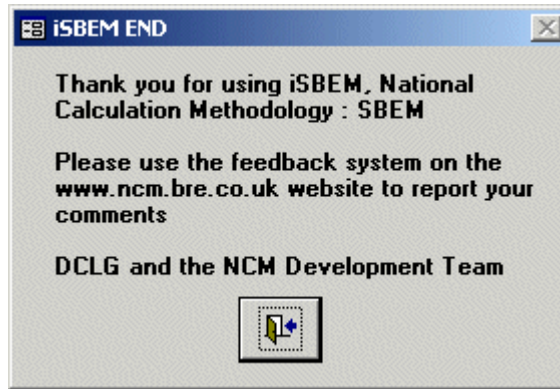 iSBEM END
Thank you for using iSBEM, National
Calculation Methodology : SBEM
Please use the feedback system on the
www.ncm.bre.co.uk website to report your
comments
DCLG and the NCM Development Team